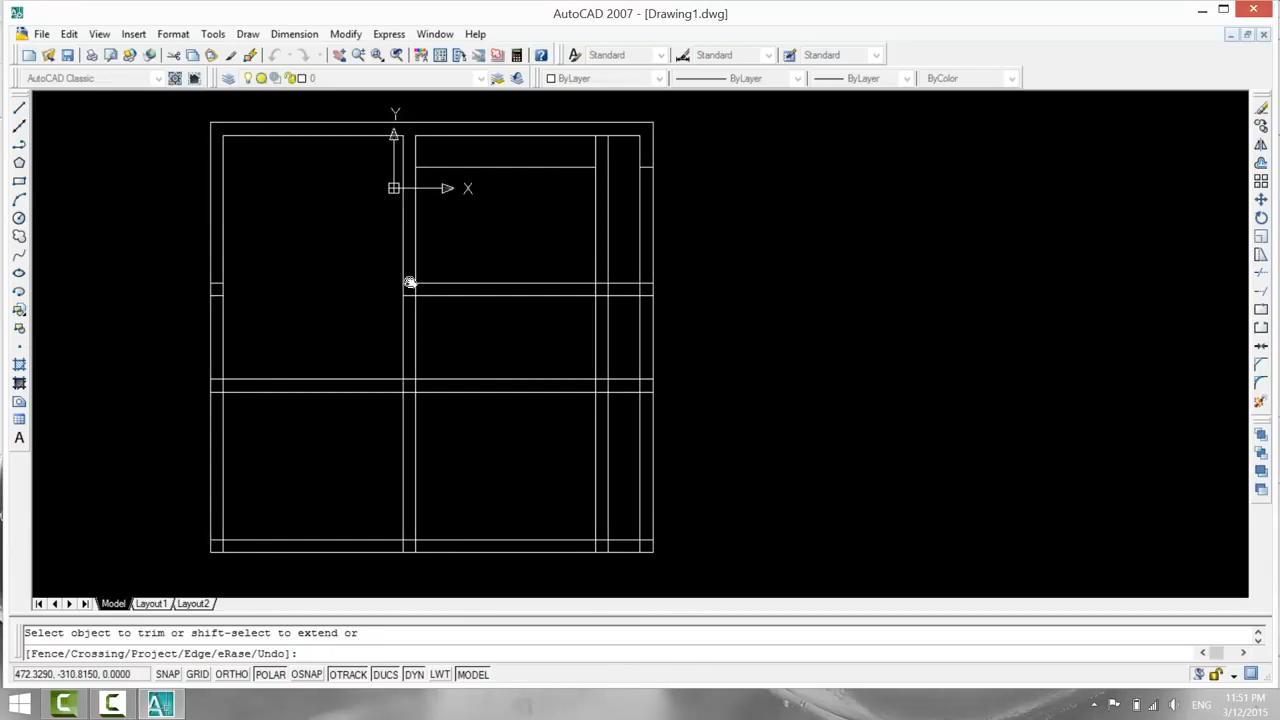 AutoCAD 2007 - [Drawing1.dwg]
File Edit View Insert Format Tools Draw Dimension Modify Express Window Help
Standard Standard Standard
AutoCAD Classic 0 ByLayer ByLayer ByLayer ByColor
Y
X
A
Model Layout1 Layout2
Select object to trim or shift-select to extend or
[Fence/Crossing/Project/Edge/eRase/Undo]:
472.3290, -310.8150, 0.0000 SNAP GRID ORTHO POLAR OSNAP OTRACK DUCS DYN LWT MODEL
ENG 11:51 PM
3/12/2015